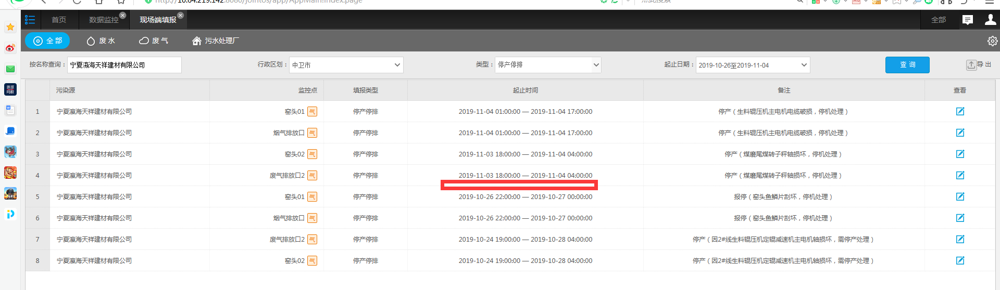 http://10.64.219.142:8080/jointos/app/AppMain!index.page 点此搜索
首页 数据监控 现场端填报 全部
全部 废水 废气 污水处理厂
按名称查询： 宁夏瀛海天祥建材有限公司 行政区划： 中卫市 类型： 停产停排 起止日期： 2019-10-26至2019-11-04 查询 导出
污染源 监控点 填报类型 起止时间 备注 查看
1 宁夏瀛海天祥建材有限公司 窑头01 气 停产停排 2019-11-04 01:00:00 — 2019-11-04 17:00:00 停产（生料辊压机主电机电缆破损，停机处理）
2 宁夏瀛海天祥建材有限公司 烟气排放口 气 停产停排 2019-11-04 01:00:00 — 2019-11-04 17:00:00 停产（生料辊压机主电机电缆破损，停机处理）
3 宁夏瀛海天祥建材有限公司 窑头02 气 停产停排 2019-11-03 18:00:00 — 2019-11-04 04:00:00 停产（煤磨尾煤转子秤轴损坏，停机处理）
4 宁夏瀛海天祥建材有限公司 废气排放口2 气 停产停排 2019-11-03 18:00:00 — 2019-11-04 04:00:00 停产（煤磨尾煤转子秤轴损坏，停机处理）
5 宁夏瀛海天祥建材有限公司 窑头01 气 停产停排 2019-10-26 22:00:00 — 2019-10-27 00:00:00 报停（窑头鱼鳞片刮坏，停机处理）
6 宁夏瀛海天祥建材有限公司 烟气排放口 气 停产停排 2019-10-26 22:00:00 — 2019-10-27 00:00:00 报停（窑头鱼鳞片刮坏，停机处理）
7 宁夏瀛海天祥建材有限公司 废气排放口2 气 停产停排 2019-10-24 19:00:00 — 2019-10-28 04:00:00 停产（因2#线生料辊压机定辊减速机主电机轴损坏，需停产处理）
8 宁夏瀛海天祥建材有限公司 窑头02 气 停产停排 2019-10-24 19:00:00 — 2019-10-28 04:00:00 停产（因2#线生料辊压机定辊减速机主电机轴损坏，需停产处理）